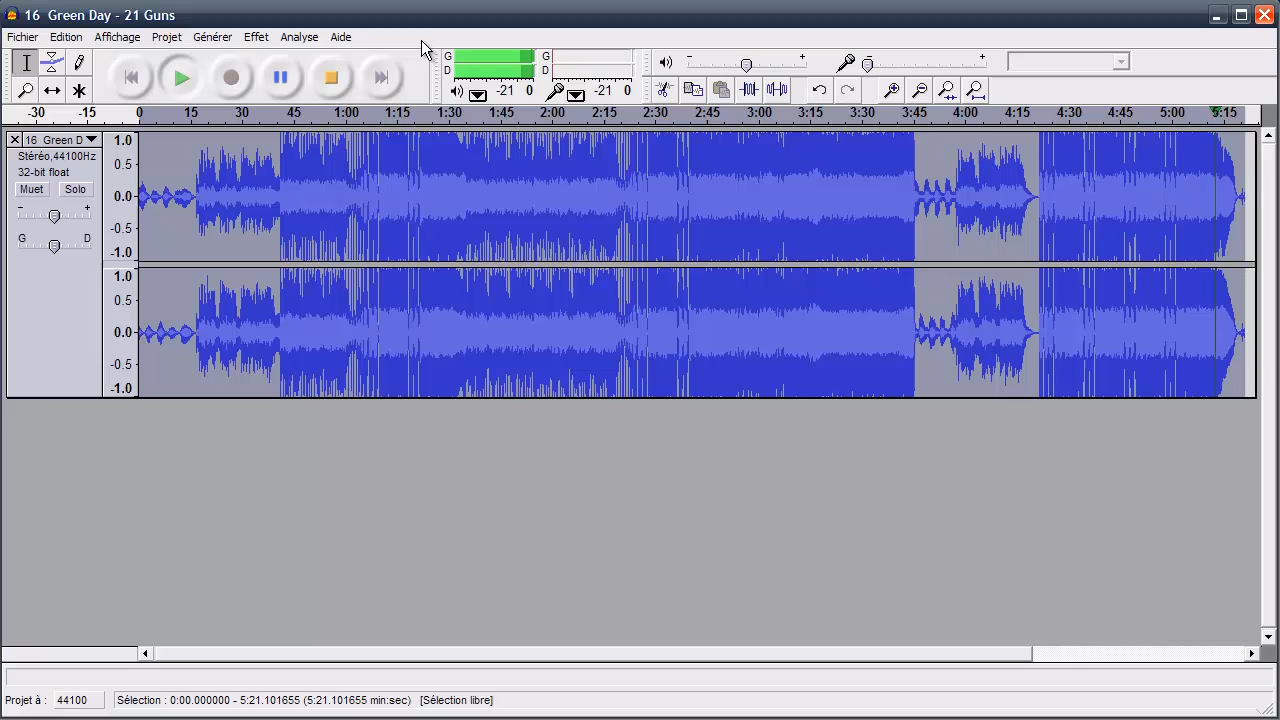 16  Green Day - 21 Guns
Fichier Edition Affichage Projet Générer Effet Analyse Aide
G G
D D
-21 0 -21 0
- + - +
-30 -15 0 15 30 45 1:00 1:15 1:30 1:45 2:00 2:15 2:30 2:45 3:00 3:15 3:30 3:45 4:00 4:15 4:30 4:45 5:00 5:15
16  Green D
Stéréo,44100Hz
32-bit float
Muet Solo
- +
G D
1.0
0.5
0.0
-0.5
-1.0
1.0
0.5
0.0
-0.5
-1.0
Projet à : 44100 Sélection : 0:00.000000 - 5:21.101655 (5:21.101655 min:sec) [Sélection libre]